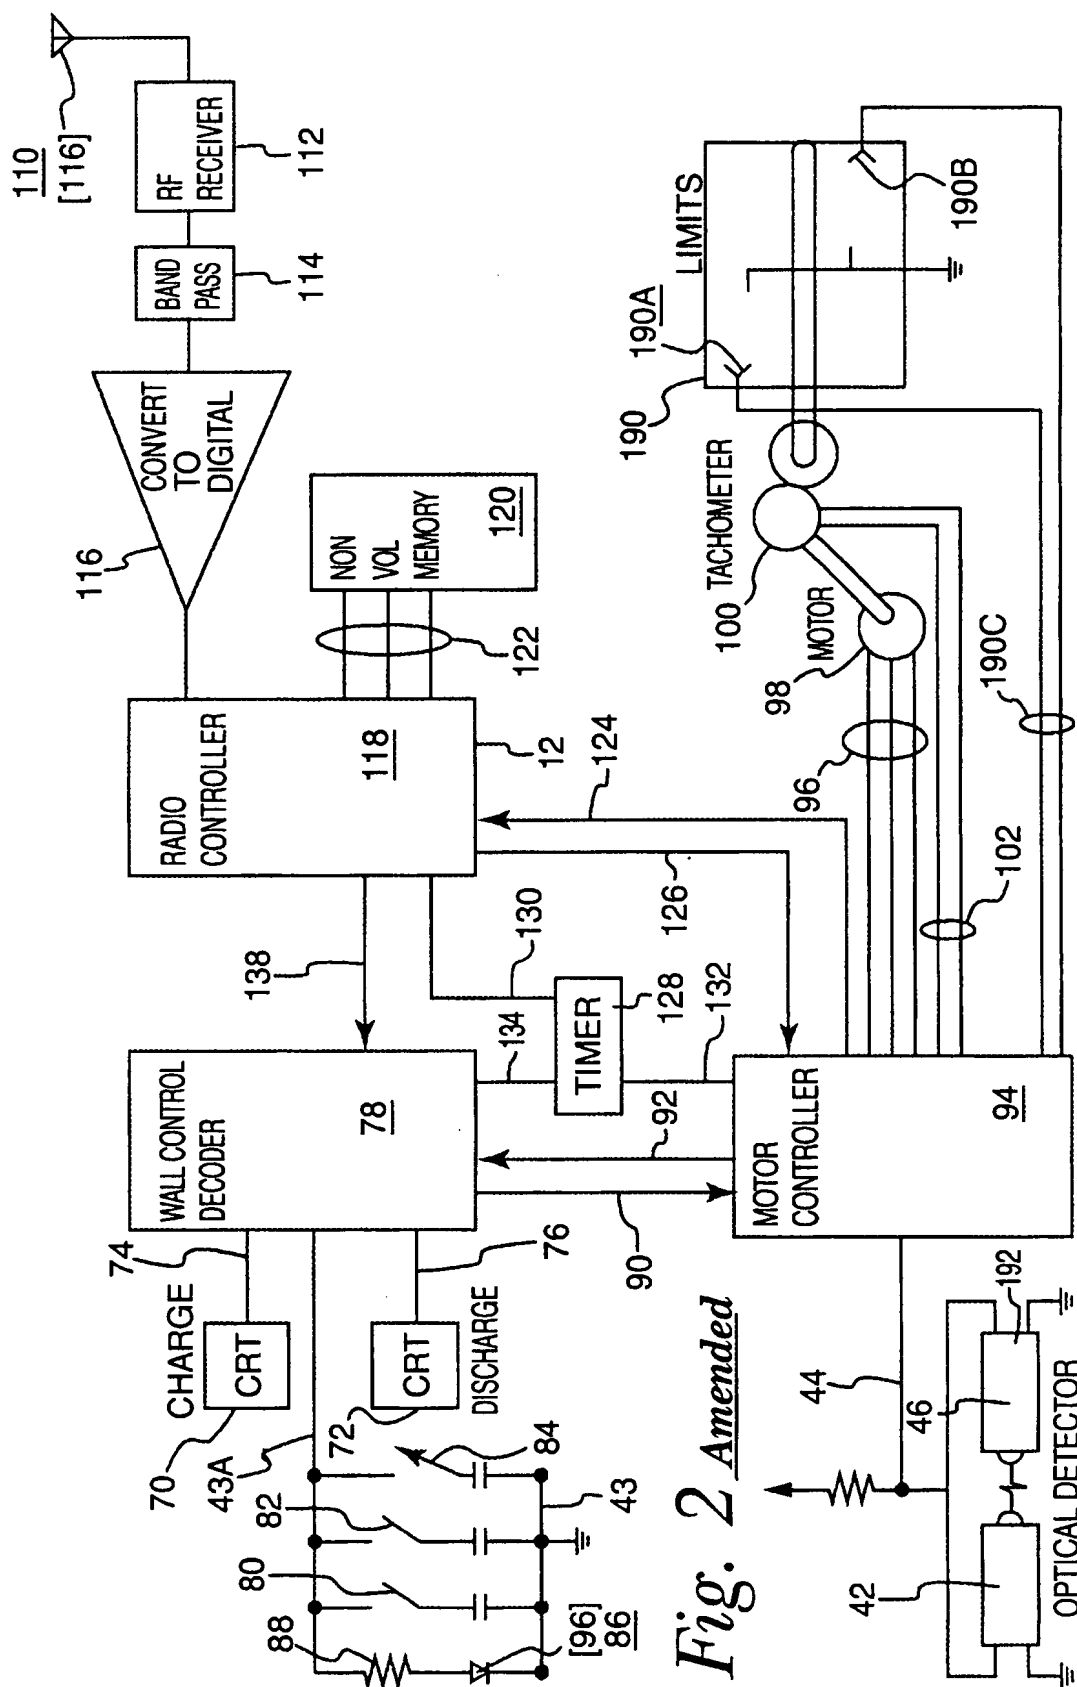 110
[116]
RF
RECEIVER
112
BAND
PASS
114
CONVERT
TO
DIGITAL
116
NON
VOL
MEMORY
120
122
RADIO
CONTROLLER
118
12
124
126
138
130
134
TIMER
128
132
WALL CONTROL
DECODER
78
92
90
74
CHARGE
CRT
70
76
CRT
DISCHARGE
72
43A
84
82
80
88
43
[96]
86
LIMITS
190A
190
190B
TACHOMETER
100
MOTOR
98
96
190C
102
MOTOR
CONTROLLER
94
44
46
192
42
OPTICAL DETECTOR
Fig. 2 Amended